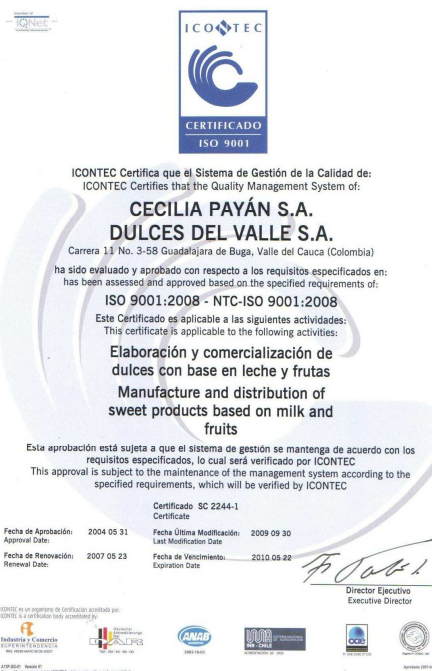 IQNet
ICONTEC
CERTIFICADO
ISO 9001
ICONTEC Certifica que el Sistema de Gestión de la Calidad de:
ICONTEC Certifies that the Quality Management System of:
CECILIA PAYÁN S.A.
DULCES DEL VALLE S.A.
Carrera 11 No. 3-58 Guadalajara de Buga, Valle del Cauca (Colombia)
ha sido evaluado y aprobado con respecto a los requisitos especificados en:
has been assessed and approved based on the specified requirements of:
ISO 9001:2008 - NTC-ISO 9001:2008
Este Certificado es aplicable a las siguientes actividades:
This certificate is applicable to the following activities:
Elaboración y comercialización de
dulces con base en leche y frutas
Manufacture and distribution of
sweet products based on milk and
fruits
Esta aprobación está sujeta a que el sistema de gestión se mantenga de acuerdo con los
requisitos especificados, lo cual será verificado por ICONTEC
This approval is subject to the maintenance of the management system according to the
specified requirements, which will be verified by ICONTEC
Certificado SC 2244-1
Certificate
Fecha de Aprobación: 2004 05 31 Fecha Última Modificación: 2009 09 30
Approval Date: Last Modification Date
Fecha de Renovación: 2007 05 23 Fecha de Vencimiento: 2010 05 22
Renewal Date: Expiration Date
Director Ejecutivo
Executive Director
ICONTEC es un organismo de Certificación acreditado por:
ICONTEC is a certification body accredited by:
Industria y Comercio
SUPERINTENDENCIA
DAR
ANAB
INN - CHILE